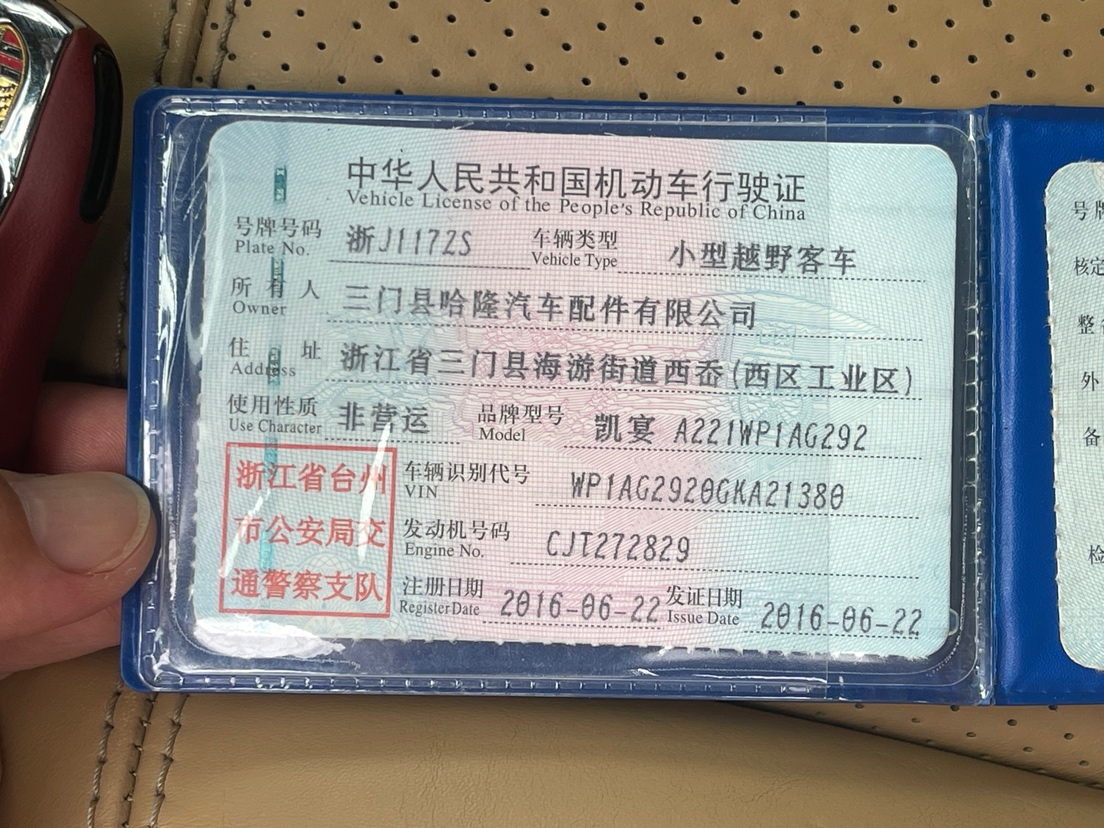 中华人民共和国机动车行驶证
Vehicle License of the People's Republic of China
号牌号码 浙J1172S 车辆类型 小型越野客车
Plate No. Vehicle Type
所有人 三门县哈隆汽车配件有限公司
Owner
住址 浙江省三门县海游街道西岙(西区工业区)
Address
使用性质 非营运 品牌型号 凯宴 A221WP1AG292
Use Character Model
浙江省台州
市公安局交
通警察支队
车辆识别代号 WP1AG2920GKA21380
VIN
发动机号码 CJT272829
Engine No.
注册日期 2016-06-22 发证日期 2016-06-22
Register Date Issue Date
号牌
核定
整
外
备
检